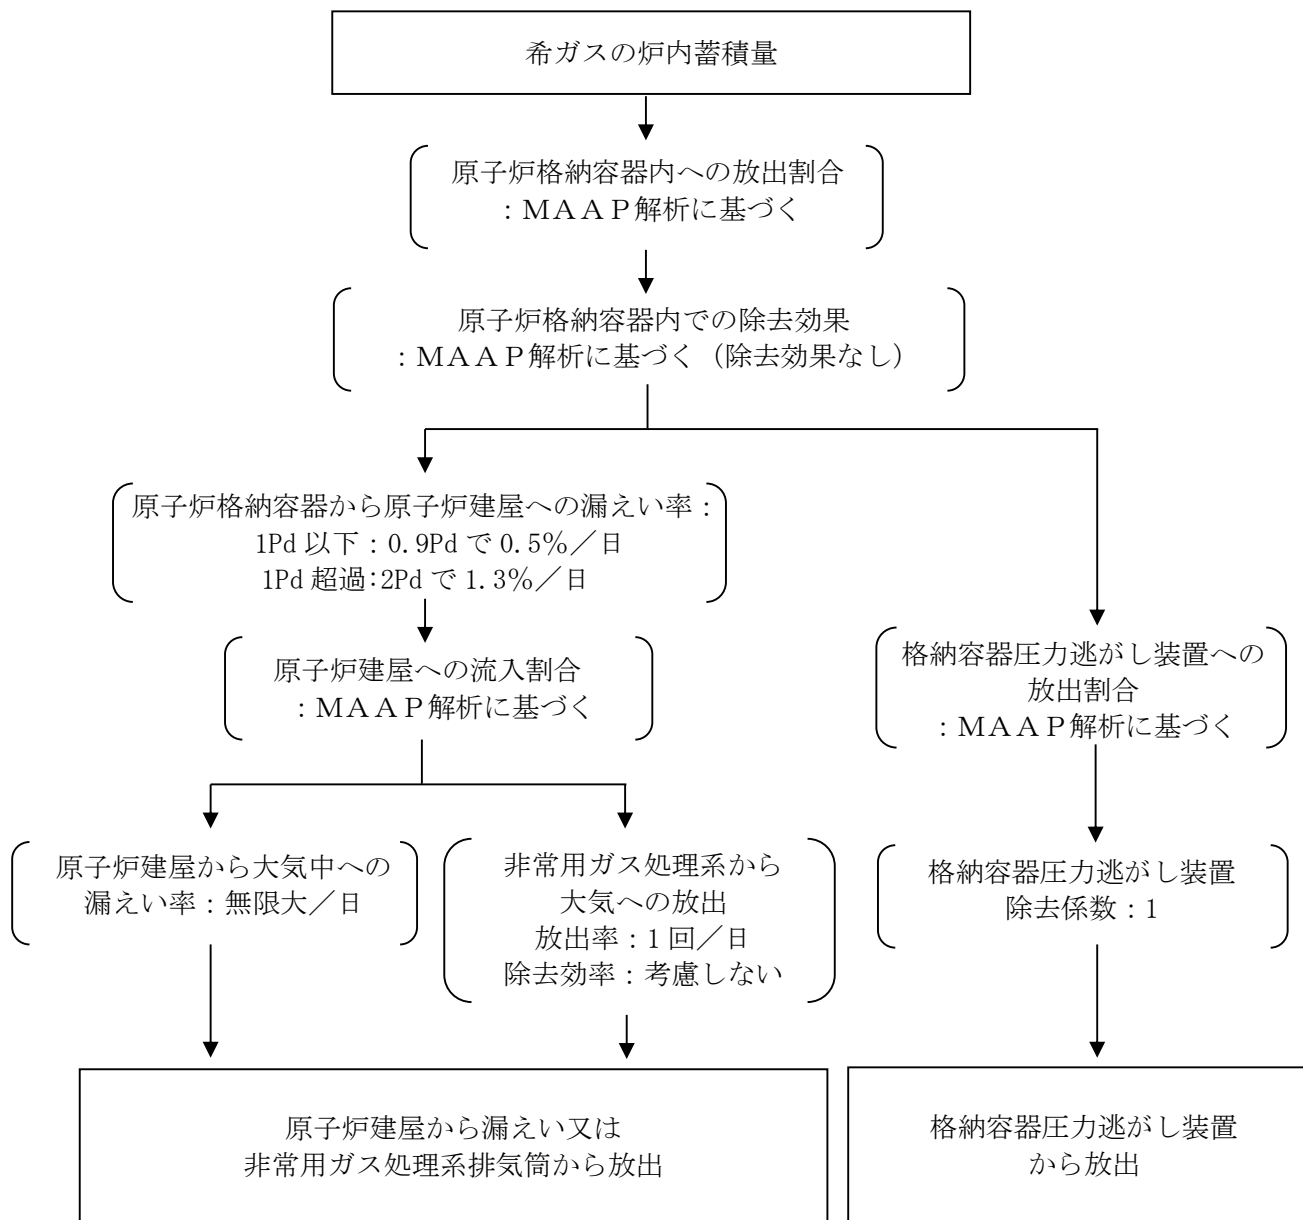 希ガスの炉内蓄積量
原子炉格納容器内への放出割合
：ＭＡＡＰ解析に基づく
原子炉格納容器内での除去効果
：ＭＡＡＰ解析に基づく（除去効果なし）
原子炉格納容器から原子炉建屋への漏えい率：
1Pd 以下：0.9Pd で 0.5％／日
1Pd 超過:2Pd で 1.3％／日
原子炉建屋への流入割合
：ＭＡＡＰ解析に基づく
格納容器圧力逃がし装置への
放出割合
：ＭＡＡＰ解析に基づく
原子炉建屋から大気中への
漏えい率：無限大／日
非常用ガス処理系から
大気への放出
放出率：1 回／日
除去効率：考慮しない
格納容器圧力逃がし装置
除去係数：1
原子炉建屋から漏えい又は
非常用ガス処理系排気筒から放出
格納容器圧力逃がし装置
から放出